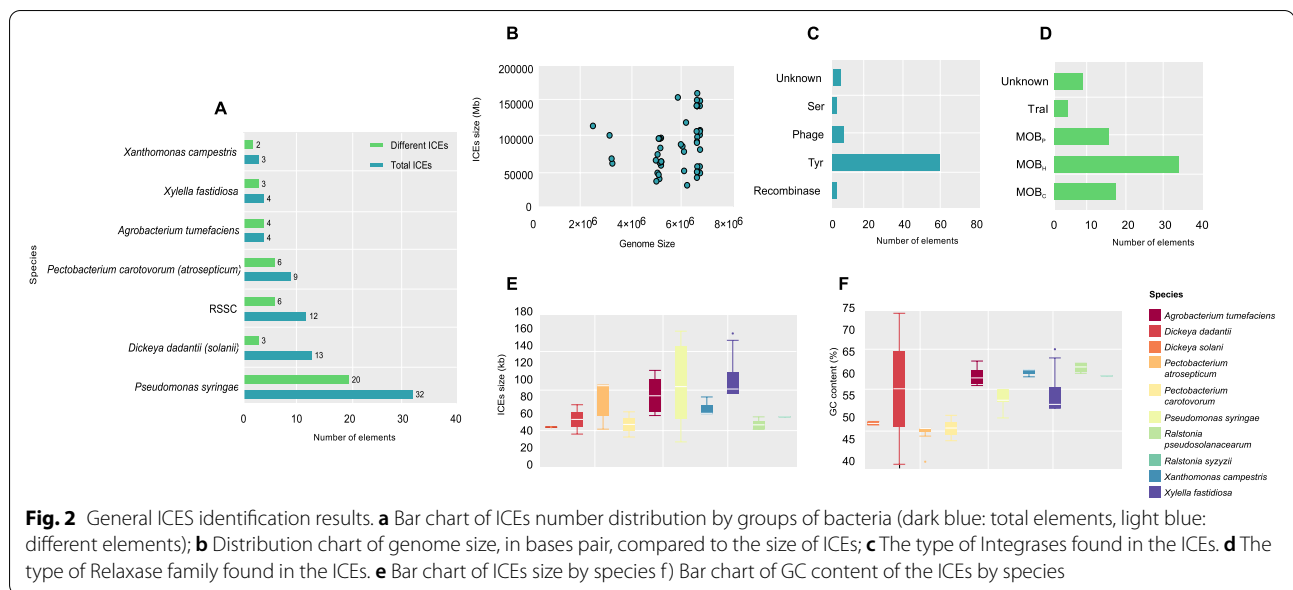 A
Species
Different ICEs
Total ICEs
Xanthomonas campestris
2
3
Xylella fastidiosa
3
4
Agrobacterium tumefaciens
4
4
Pectobacterium carotovorum (atrosepticum)
6
9
RSSC
6
12
Dickeya dadantii (solanii)
3
13
Pseudomonas syringae
20
32
0 10 20 30 40
Number of elements
B
ICEs size (Mb)
200000
150000
100000
50000
0
0 2×10⁶ 4×10⁶ 6×10⁶ 8×10⁶
Genome Size
C
Unknown
Ser
Phage
Tyr
Recombinase
0 20 40 60 80
Number of elements
D
Unknown
TraI
MOBP
MOBH
MOBC
0 10 20 30 40
Number of elements
E
ICEs size (kb)
180
160
140
120
100
80
60
40
20
0
F
GC content (%)
75
70
65
60
55
50
45
40
Species
Agrobacterium tumefaciens
Dickeya dadantii
Dickeya solani
Pectobacterium
atrosepticum
Pectobacterium
carotovorum
Pseudomonas syringae
Ralstonia
pseudosolanacearum
Ralstonia syzyzii
Xanthomonas campestris
Xylella fastidiosa
Fig. 2 General ICES identification results. a Bar chart of ICEs number distribution by groups of bacteria (dark blue: total elements, light blue:
different elements); b Distribution chart of genome size, in bases pair, compared to the size of ICEs; c The type of Integrases found in the ICEs. d The
type of Relaxase family found in the ICEs. e Bar chart of ICEs size by species f) Bar chart of GC content of the ICEs by species